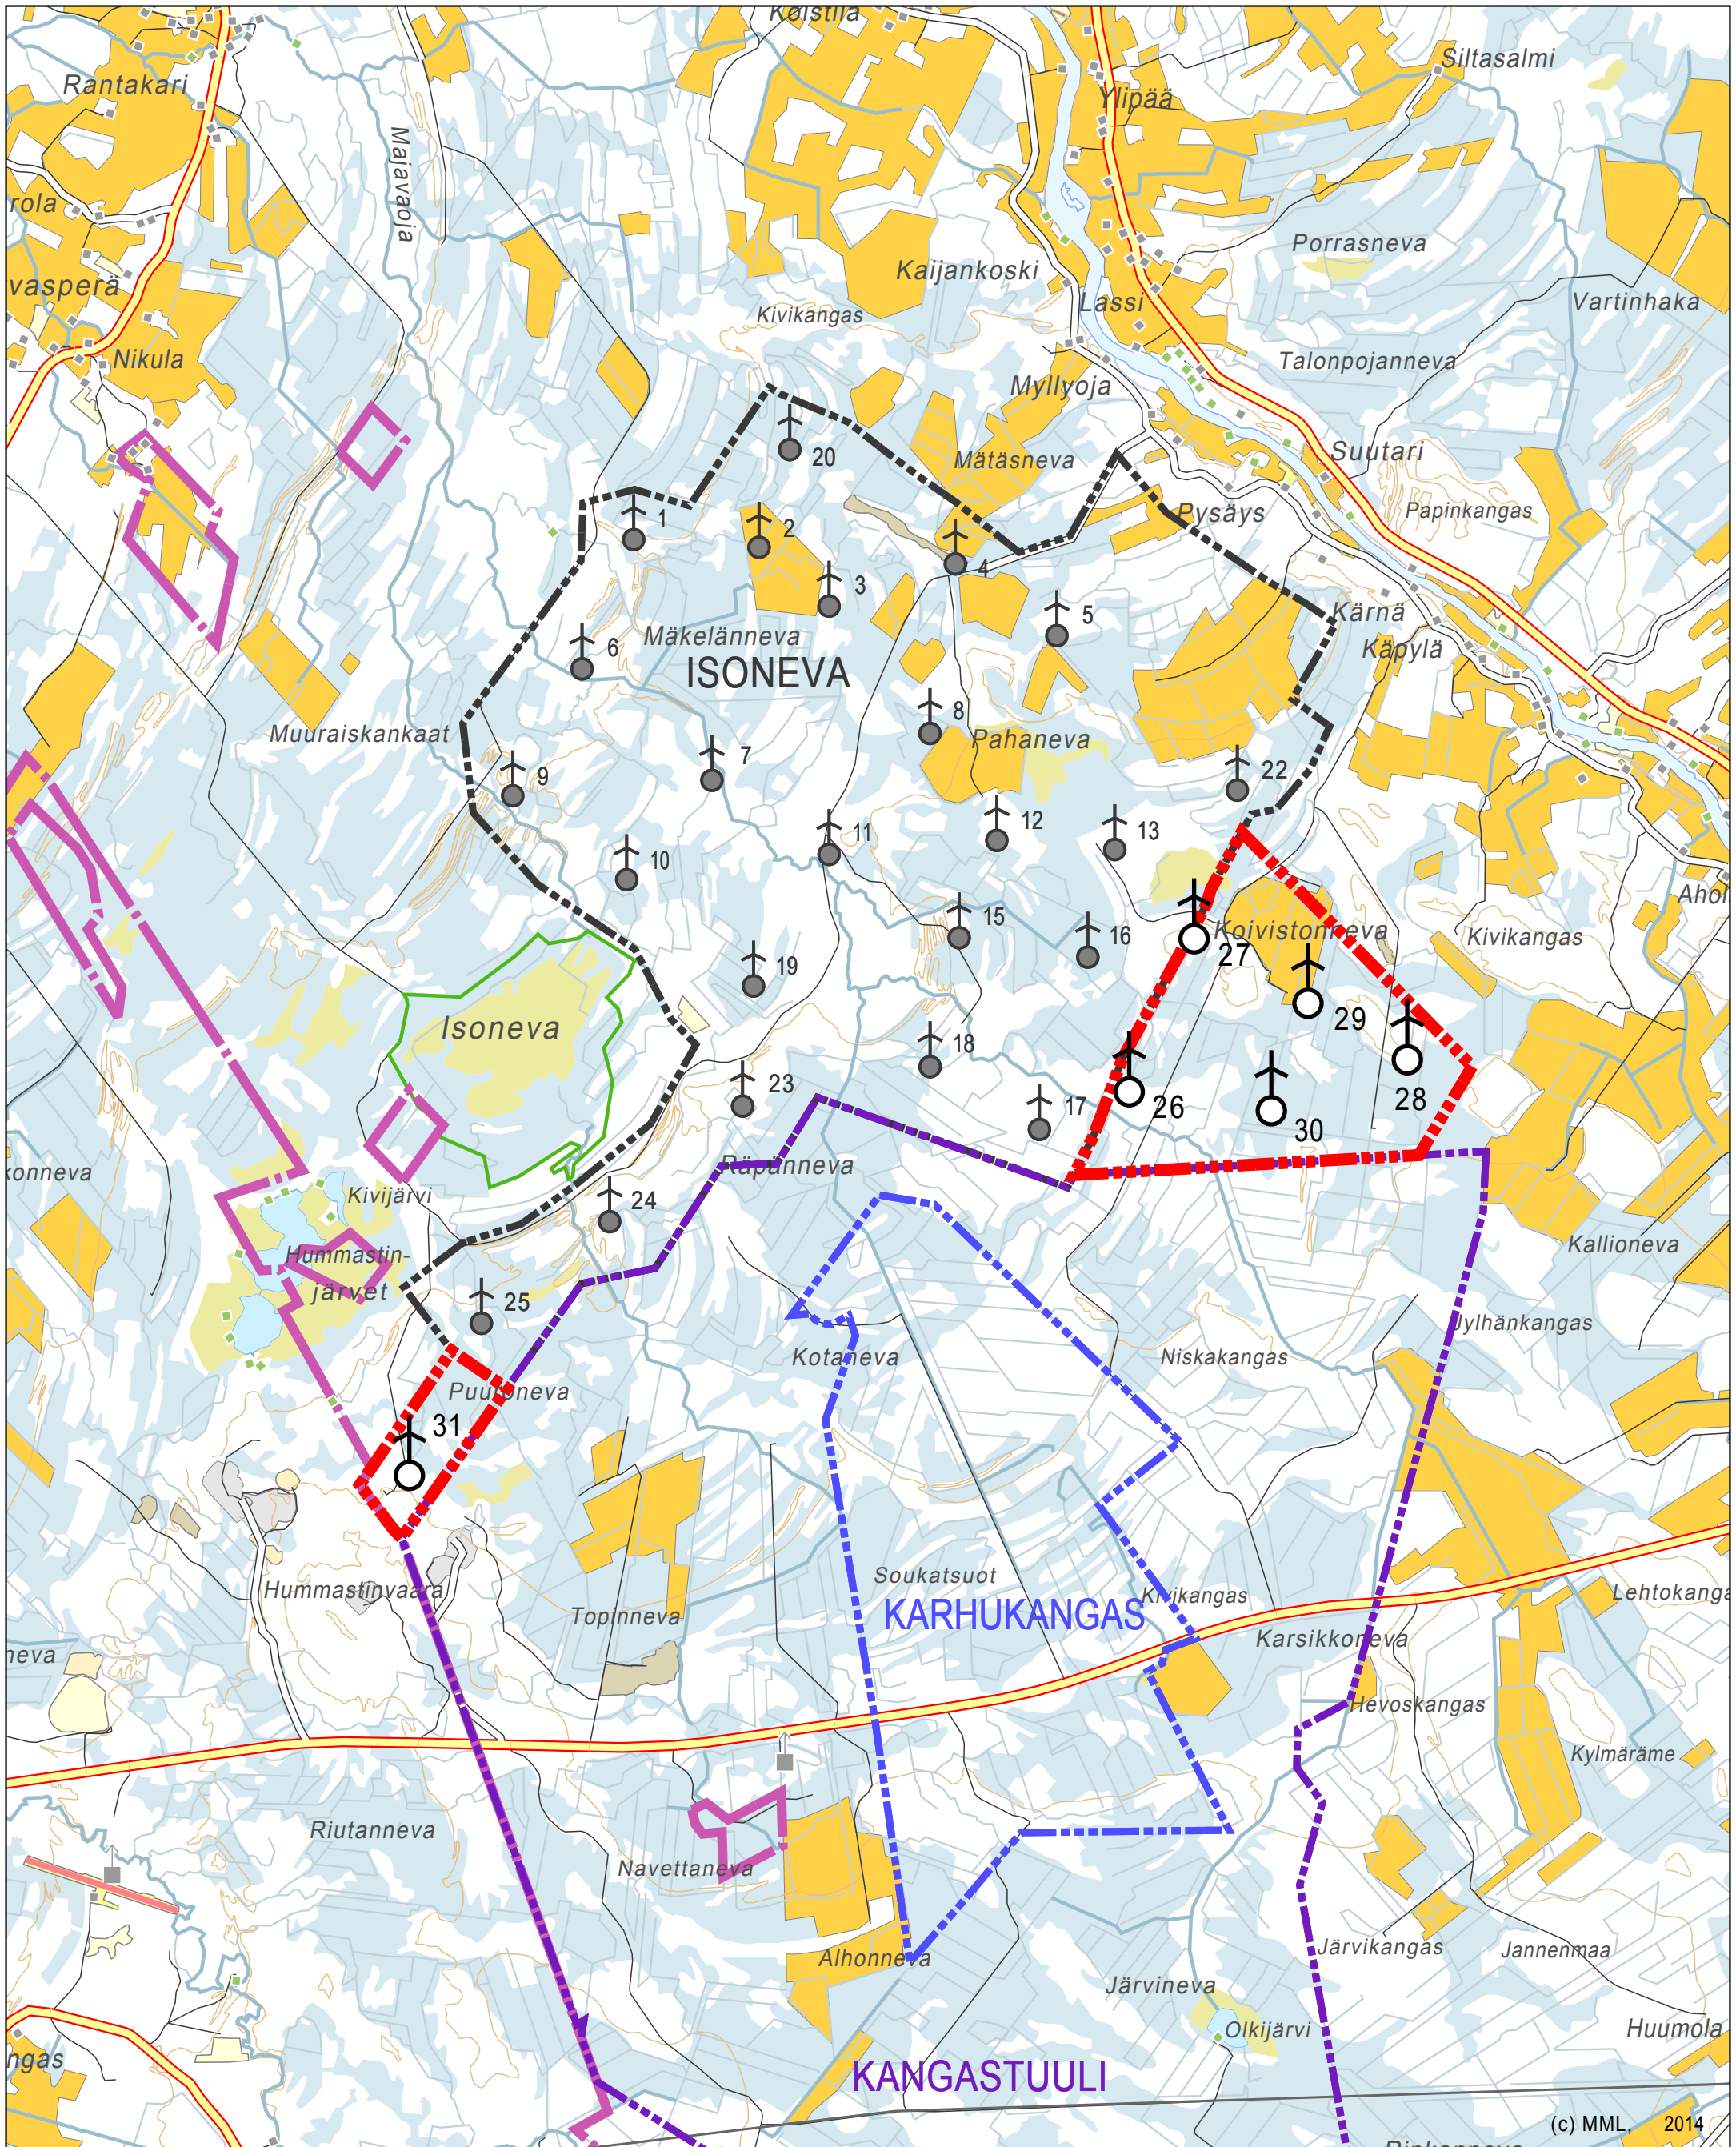 Koistila
Rantakari
Siltasalmi
Ylipää
Majavaoja
rola
Porrasneva
Kaijankoski
vasperä
Lassi
Vartinhaka
Kivikangas
Nikula
Talonpojanneva
Myllyoja
20
Mätäsneva
Suutari
1
2
Pysäys
Papinkangas
4
3
5
Kärnä
6
Mäkelänneva
Käpylä
ISONEVA
8
Muuraiskankaat
Pahaneva
7
9
22
12
13
11
10
Ahol
15
16
Koivistonneva
Kivikangas
27
19
Isoneva
29
18
23
17
26
28
30
Räpänneva
konneva
Kivijärvi
24
Hummastin-
järvet
Kallioneva
25
Jylhänkangas
Kotaneva
Niskakangas
Puuroneva
31
Soukatsuot
Hummastinvaara
Kivikangas
Lehtokanga
KARHUKANGAS
Topinneva
Karsikkoneva
neva
Hevoskangas
Kylmäräme
Riutanneva
Navettaneva
Alhonneva
Järvikangas
Jannenmaa
Järvineva
Olkijärvi
Huumola
ngas
KANGASTUULI
(c) MML, 2014